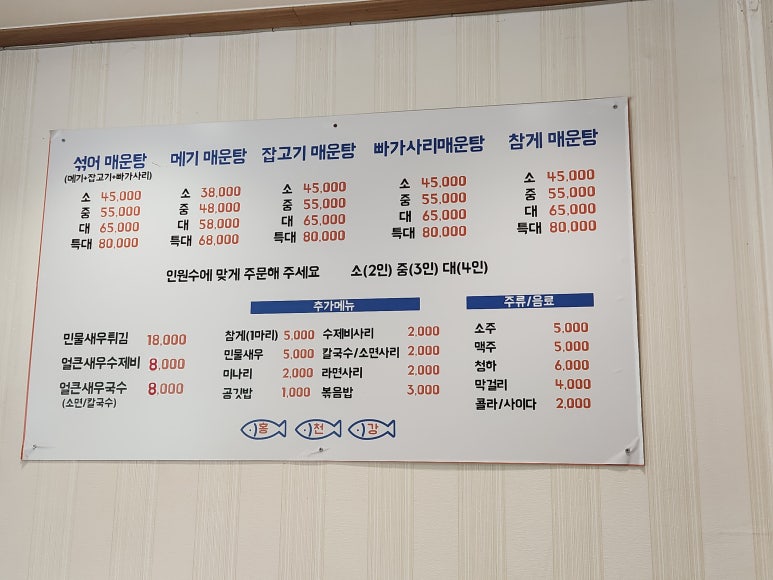 섞어 매운탕
(메기+잡고기+빠가사리)
소 45,000
중 55,000
대 65,000
특대 80,000
메기 매운탕
소 38,000
중 48,000
대 58,000
특대 68,000
잡고기 매운탕
소 45,000
중 55,000
대 65,000
특대 80,000
빠가사리매운탕
소 45,000
중 55,000
대 65,000
특대 80,000
참게 매운탕
소 45,000
중 55,000
대 65,000
특대 80,000
인원수에 맞게 주문해 주세요 소(2인) 중(3인) 대(4인)
민물새우튀김 18,000
얼큰새우수제비 8,000
얼큰새우국수 8,000
(소면/칼국수)
추가메뉴
참게(1마리) 5,000 수제비사리 2,000
민물새우 5,000 칼국수/소면사리 2,000
미나리 2,000 라면사리 2,000
공깃밥 1,000 볶음밥 3,000
주류/음료
소주 5,000
맥주 5,000
청하 6,000
막걸리 4,000
콜라/사이다 2,000
홍 천 강